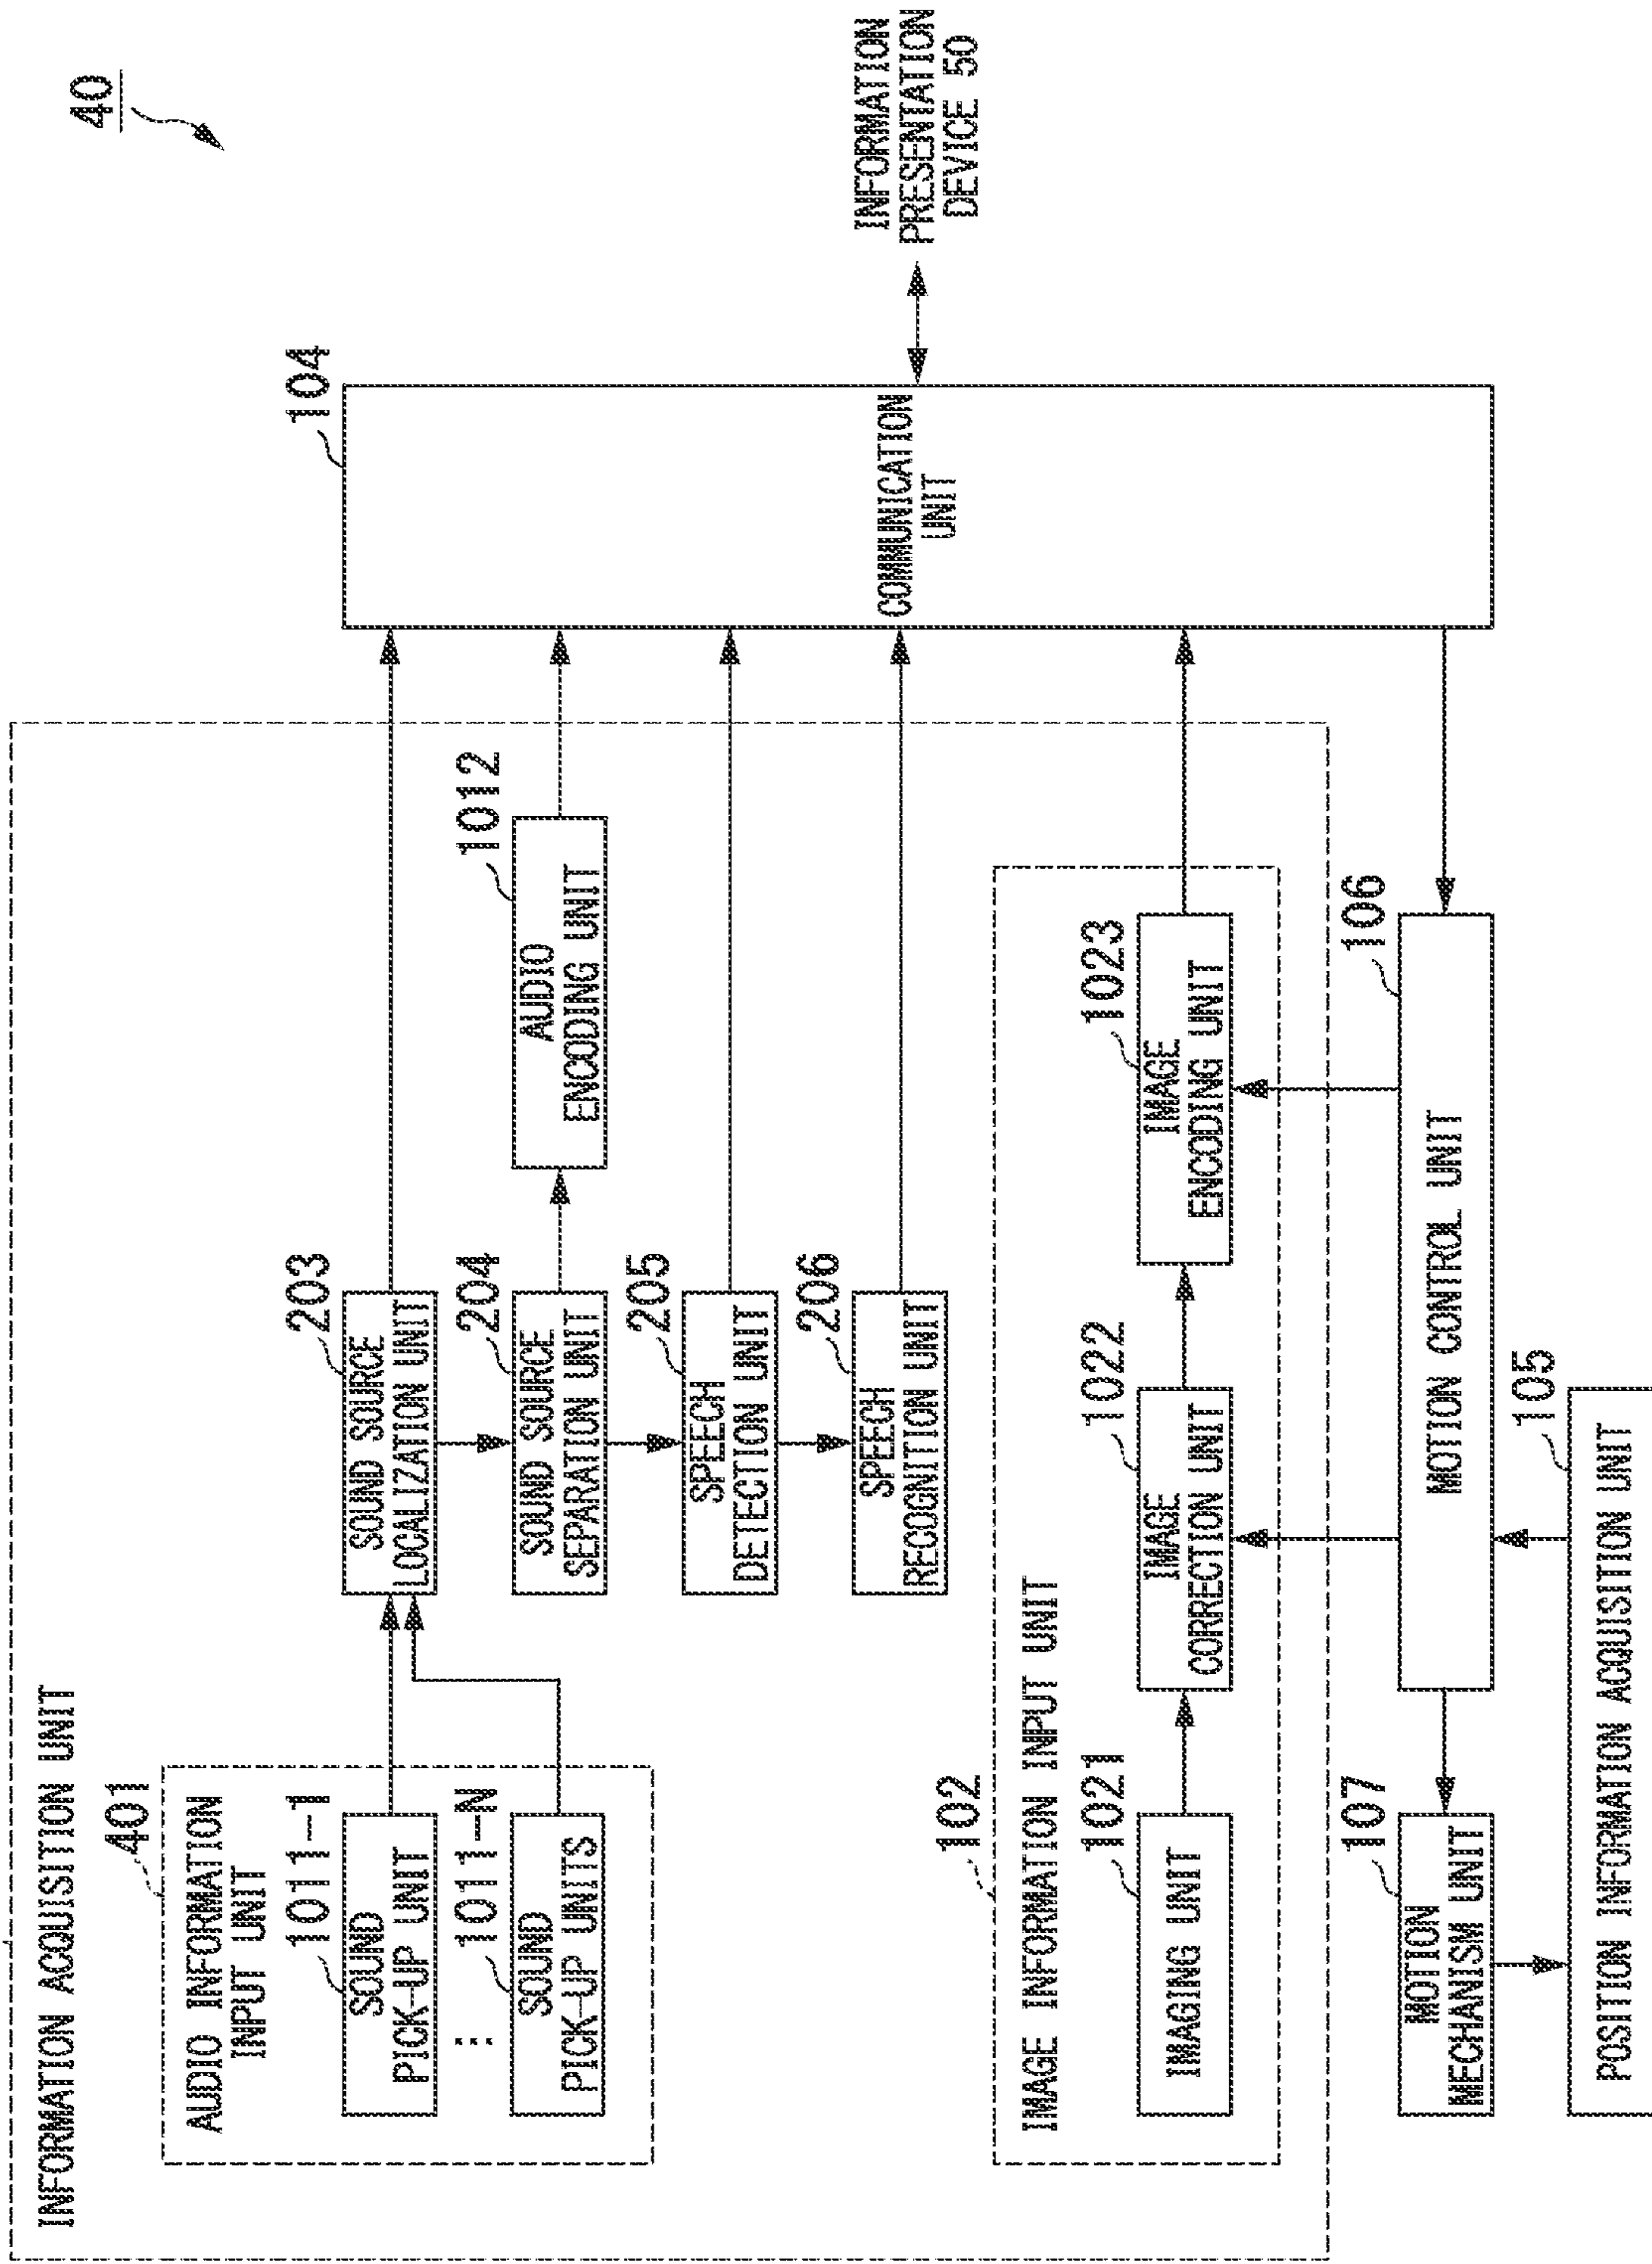 40
INFORMATION ACQUISITION UNIT
401
AUDIO INFORMATION
INPUT UNIT
1011-1
SOUND
PICK-UP UNIT
⋮
1011-N
SOUND
PICK-UP UNITS
203
SOUND SOURCE
LOCALIZATION UNIT
204
SOUND SOURCE
SEPARATION UNIT
1012
AUDIO
ENCODING UNIT
205
SPEECH
DETECTION UNIT
206
SPEECH
RECOGNITION UNIT
104
COMMUNICATION
UNIT
INFORMATION
PRESENTATION
DEVICE 50
102
IMAGE INFORMATION INPUT UNIT
1021
IMAGING UNIT
1022
IMAGE
CORRECTION UNIT
1023
IMAGE
ENCODING UNIT
107
MOTION
MECHANISM UNIT
106
MOTION CONTROL UNIT
105
POSITION INFORMATION ACQUISITION UNIT